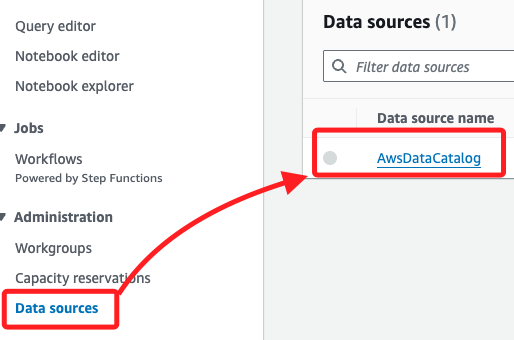 Query editor
Notebook editor
Notebook explorer
Jobs
Workflows
Powered by Step Functions
Administration
Workgroups
Capacity reservations
Data sources
Data sources (1)
Filter data sources
Data source name
AwsDataCatalog